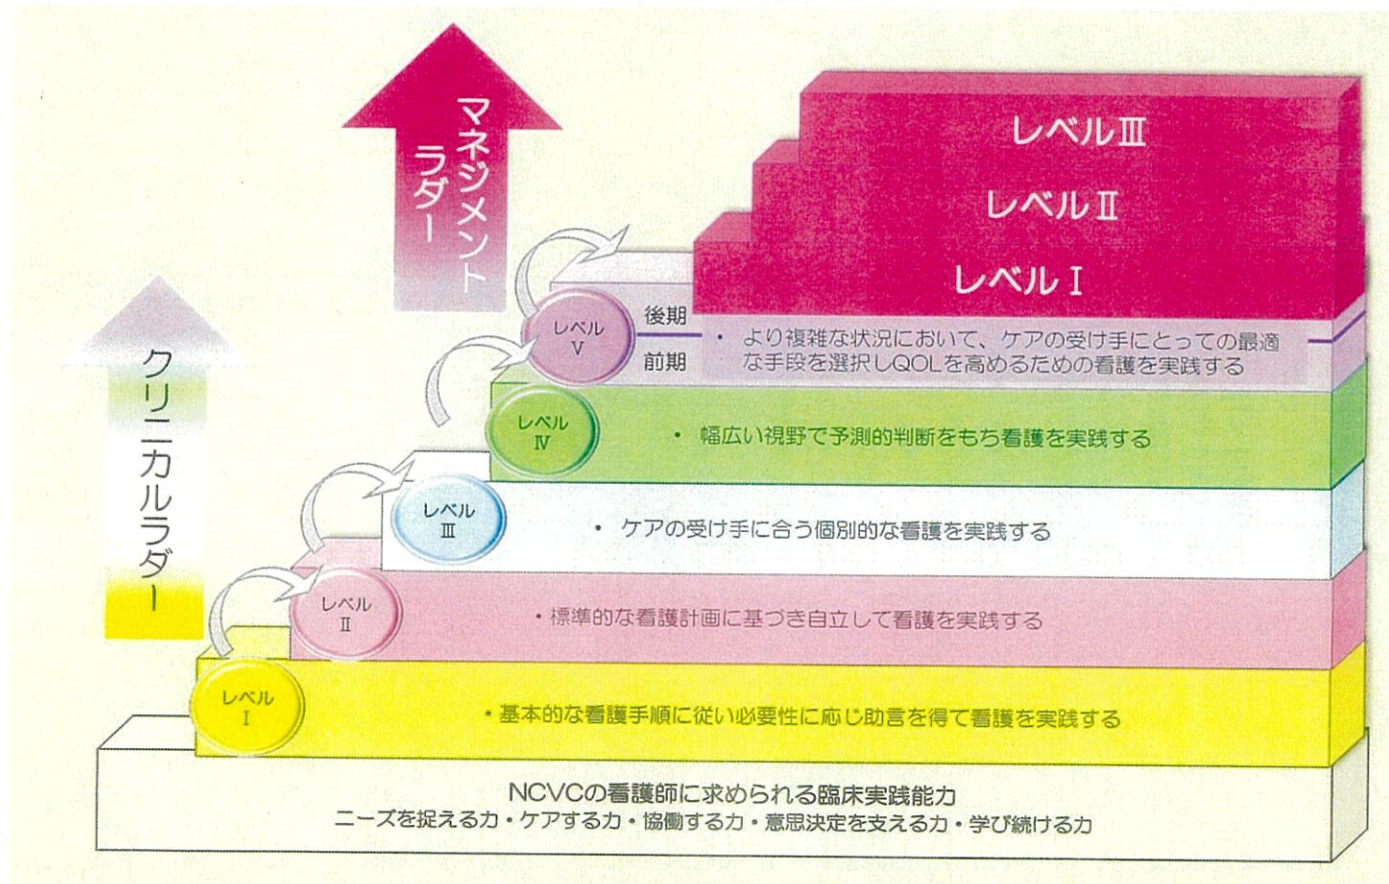 マネジメント
ラダー
クリニカルラダー
レベルⅢ
レベルⅡ
レベルⅠ
レベル
Ⅴ
後期
前期
・ より複雑な状況において、ケアの受け手にとっての最適
な手段を選択しQOLを高めるための看護を実践する
レベル
Ⅳ
・ 幅広い視野で予測的判断をもち看護を実践する
レベル
Ⅲ
・ ケアの受け手に合う個別的な看護を実践する
レベル
Ⅱ
・標準的な看護計画に基づき自立して看護を実践する
レベル
Ⅰ
・基本的な看護手順に従い必要性に応じ助言を得て看護を実践する
NCVCの看護師に求められる臨床実践能力
ニーズを捉える力・ケアする力・協働する力・意思決定を支える力・学び続ける力